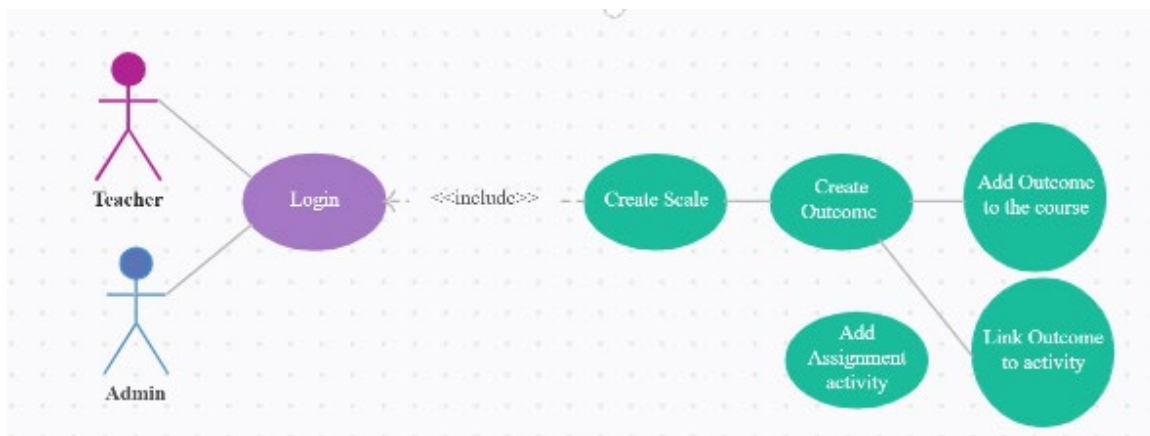 Teacher
Admin
Login
<<include>>
Create Scale
Create
Outcome
Add Outcome
to the course
Add
Assignment
activity
Link Outcome
to activity